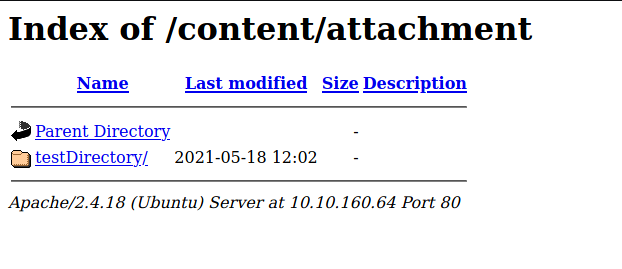 Index of /content/attachment
Name Last modified Size Description
Parent Directory -
testDirectory/ 2021-05-18 12:02 -
Apache/2.4.18 (Ubuntu) Server at 10.10.160.64 Port 80